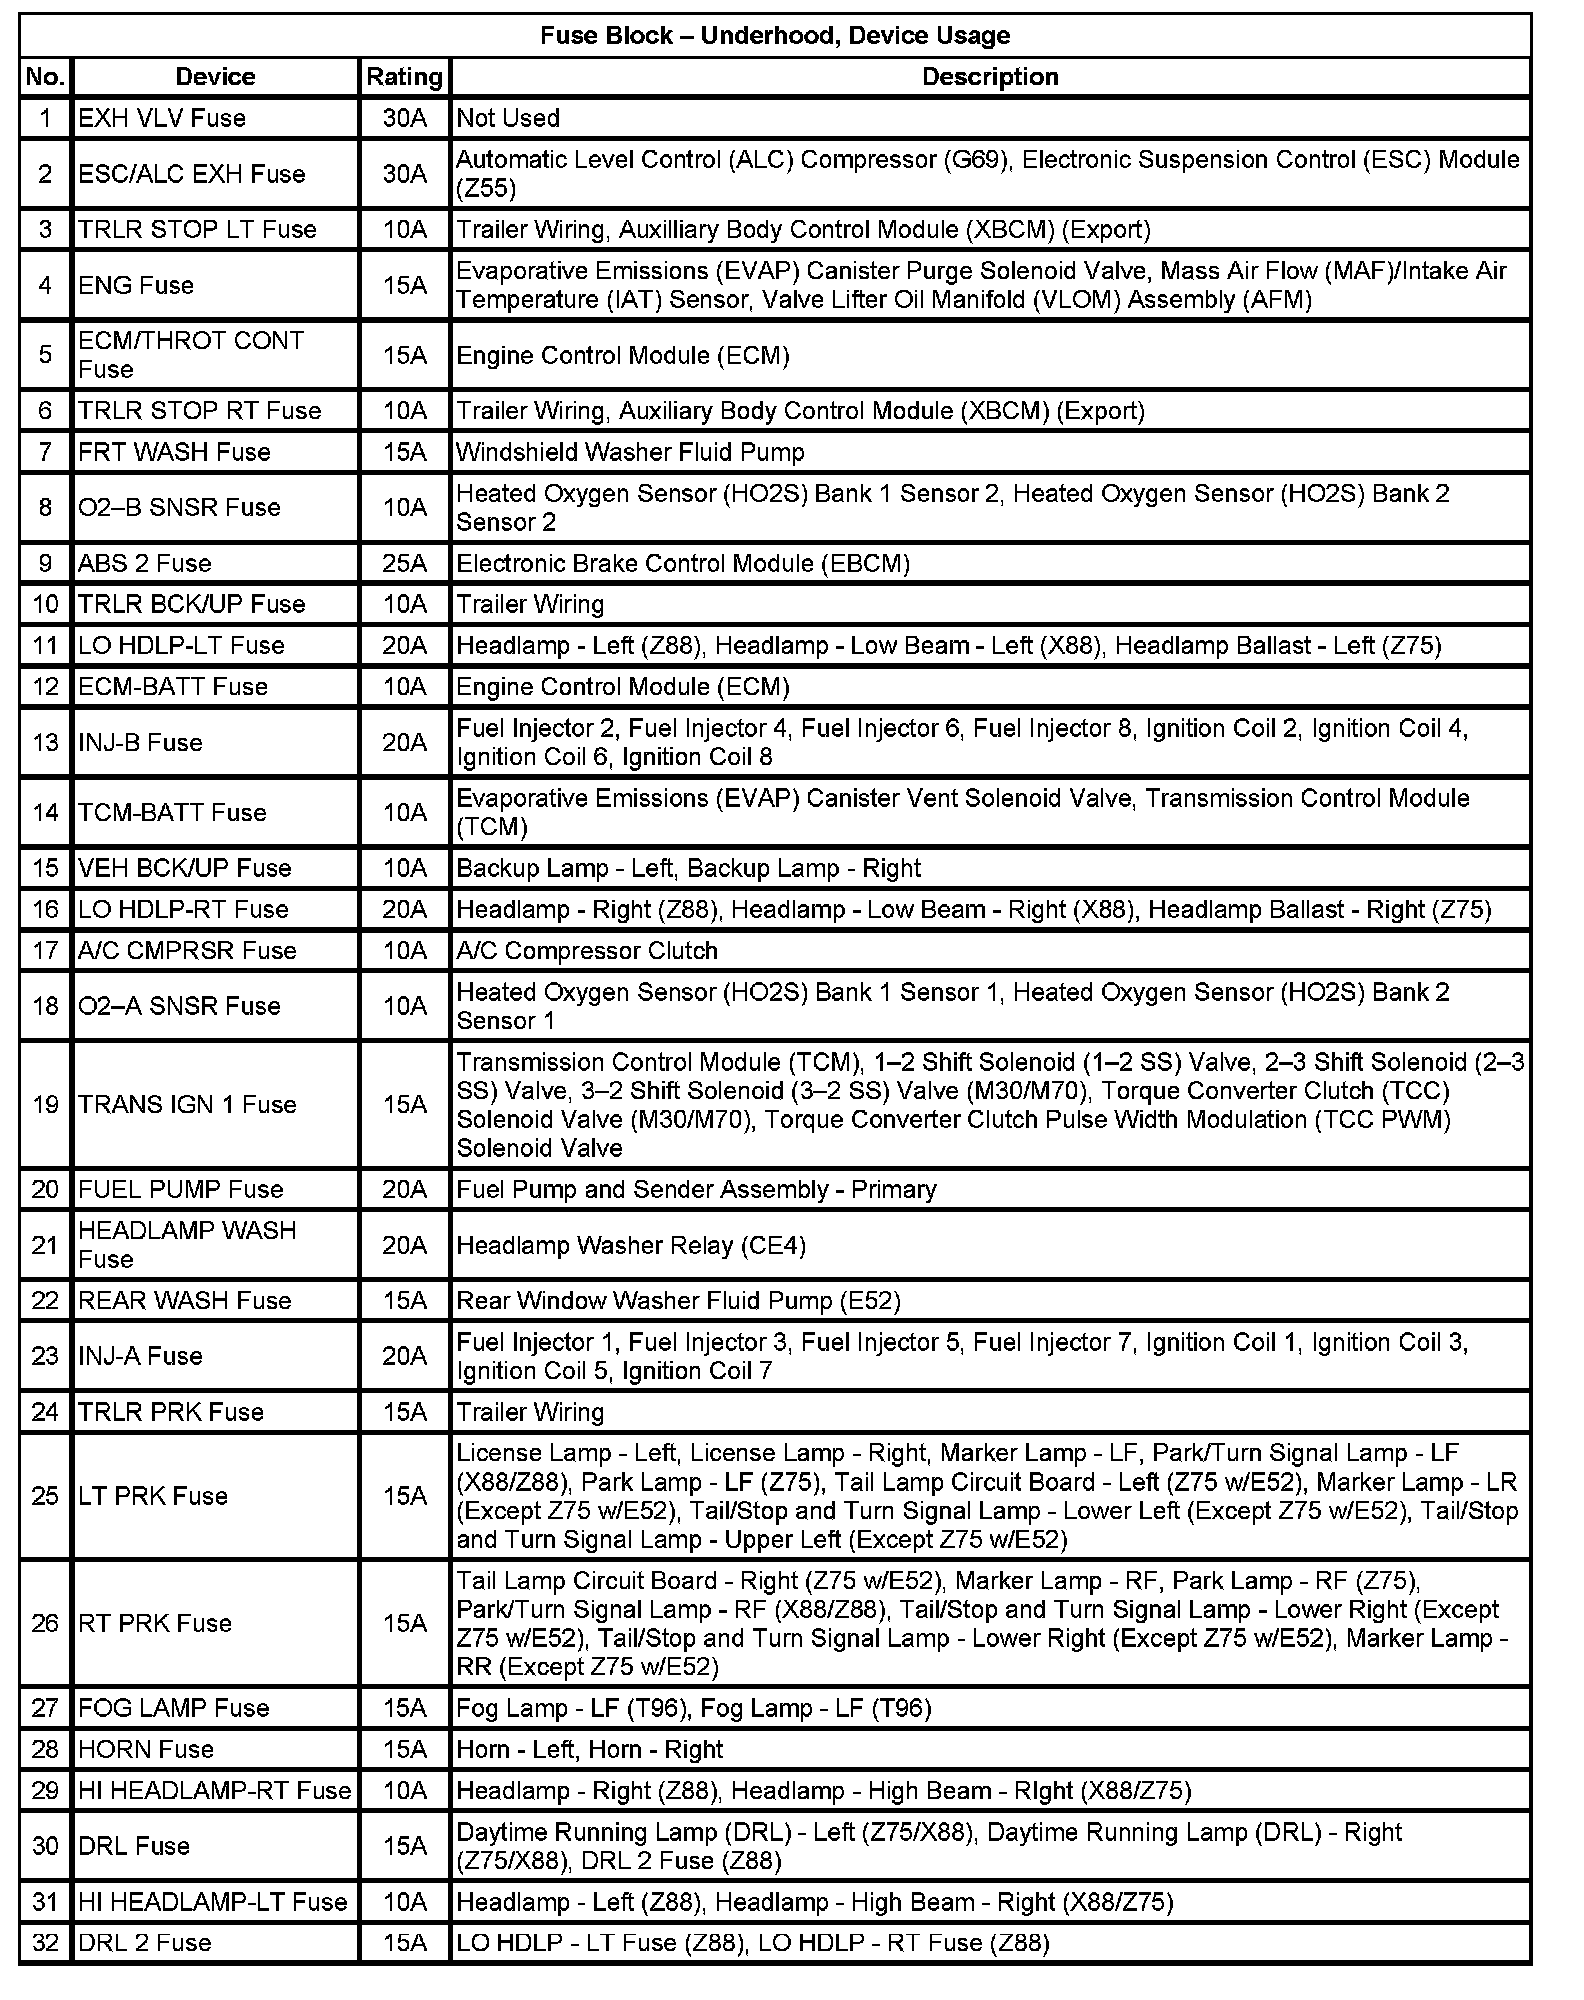 Fuse Block – Underhood, Device Usage
No. Device Rating Description
1 EXH VLV Fuse 30A Not Used
2 ESC/ALC EXH Fuse 30A Automatic Level Control (ALC) Compressor (G69), Electronic Suspension Control (ESC) Module
(Z55)
3 TRLR STOP LT Fuse 10A Trailer Wiring, Auxilliary Body Control Module (XBCM) (Export)
4 ENG Fuse 15A Evaporative Emissions (EVAP) Canister Purge Solenoid Valve, Mass Air Flow (MAF)/Intake Air
Temperature (IAT) Sensor, Valve Lifter Oil Manifold (VLOM) Assembly (AFM)
5 ECM/THROT CONT
Fuse 15A Engine Control Module (ECM)
6 TRLR STOP RT Fuse 10A Trailer Wiring, Auxiliary Body Control Module (XBCM) (Export)
7 FRT WASH Fuse 15A Windshield Washer Fluid Pump
8 O2–B SNSR Fuse 10A Heated Oxygen Sensor (HO2S) Bank 1 Sensor 2, Heated Oxygen Sensor (HO2S) Bank 2
Sensor 2
9 ABS 2 Fuse 25A Electronic Brake Control Module (EBCM)
10 TRLR BCK/UP Fuse 10A Trailer Wiring
11 LO HDLP-LT Fuse 20A Headlamp - Left (Z88), Headlamp - Low Beam - Left (X88), Headlamp Ballast - Left (Z75)
12 ECM-BATT Fuse 10A Engine Control Module (ECM)
13 INJ-B Fuse 20A Fuel Injector 2, Fuel Injector 4, Fuel Injector 6, Fuel Injector 8, Ignition Coil 2, Ignition Coil 4,
Ignition Coil 6, Ignition Coil 8
14 TCM-BATT Fuse 10A Evaporative Emissions (EVAP) Canister Vent Solenoid Valve, Transmission Control Module
(TCM)
15 VEH BCK/UP Fuse 10A Backup Lamp - Left, Backup Lamp - Right
16 LO HDLP-RT Fuse 20A Headlamp - Right (Z88), Headlamp - Low Beam - Right (X88), Headlamp Ballast - Right (Z75)
17 A/C CMPRSR Fuse 10A A/C Compressor Clutch
18 O2–A SNSR Fuse 10A Heated Oxygen Sensor (HO2S) Bank 1 Sensor 1, Heated Oxygen Sensor (HO2S) Bank 2
Sensor 1
19 TRANS IGN 1 Fuse 15A Transmission Control Module (TCM), 1–2 Shift Solenoid (1–2 SS) Valve, 2–3 Shift Solenoid (2–3
SS) Valve, 3–2 Shift Solenoid (3–2 SS) Valve (M30/M70), Torque Converter Clutch (TCC)
Solenoid Valve (M30/M70), Torque Converter Clutch Pulse Width Modulation (TCC PWM)
Solenoid Valve
20 FUEL PUMP Fuse 20A Fuel Pump and Sender Assembly - Primary
21 HEADLAMP WASH
Fuse 20A Headlamp Washer Relay (CE4)
22 REAR WASH Fuse 15A Rear Window Washer Fluid Pump (E52)
23 INJ-A Fuse 20A Fuel Injector 1, Fuel Injector 3, Fuel Injector 5, Fuel Injector 7, Ignition Coil 1, Ignition Coil 3,
Ignition Coil 5, Ignition Coil 7
24 TRLR PRK Fuse 15A Trailer Wiring
25 LT PRK Fuse 15A License Lamp - Left, License Lamp - Right, Marker Lamp - LF, Park/Turn Signal Lamp - LF
(X88/Z88), Park Lamp - LF (Z75), Tail Lamp Circuit Board - Left (Z75 w/E52), Marker Lamp - LR
(Except Z75 w/E52), Tail/Stop and Turn Signal Lamp - Lower Left (Except Z75 w/E52), Tail/Stop
and Turn Signal Lamp - Upper Left (Except Z75 w/E52)
26 RT PRK Fuse 15A Tail Lamp Circuit Board - Right (Z75 w/E52), Marker Lamp - RF, Park Lamp - RF (Z75),
Park/Turn Signal Lamp - RF (X88/Z88), Tail/Stop and Turn Signal Lamp - Lower Right (Except
Z75 w/E52), Tail/Stop and Turn Signal Lamp - Lower Right (Except Z75 w/E52), Marker Lamp -
RR (Except Z75 w/E52)
27 FOG LAMP Fuse 15A Fog Lamp - LF (T96), Fog Lamp - LF (T96)
28 HORN Fuse 15A Horn - Left, Horn - Right
29 HI HEADLAMP-RT Fuse 10A Headlamp - Right (Z88), Headlamp - High Beam - RIght (X88/Z75)
30 DRL Fuse 15A Daytime Running Lamp (DRL) - Left (Z75/X88), Daytime Running Lamp (DRL) - Right
(Z75/X88), DRL 2 Fuse (Z88)
31 HI HEADLAMP-LT Fuse 10A Headlamp - Left (Z88), Headlamp - High Beam - Right (X88/Z75)
32 DRL 2 Fuse 15A LO HDLP - LT Fuse (Z88), LO HDLP - RT Fuse (Z88)